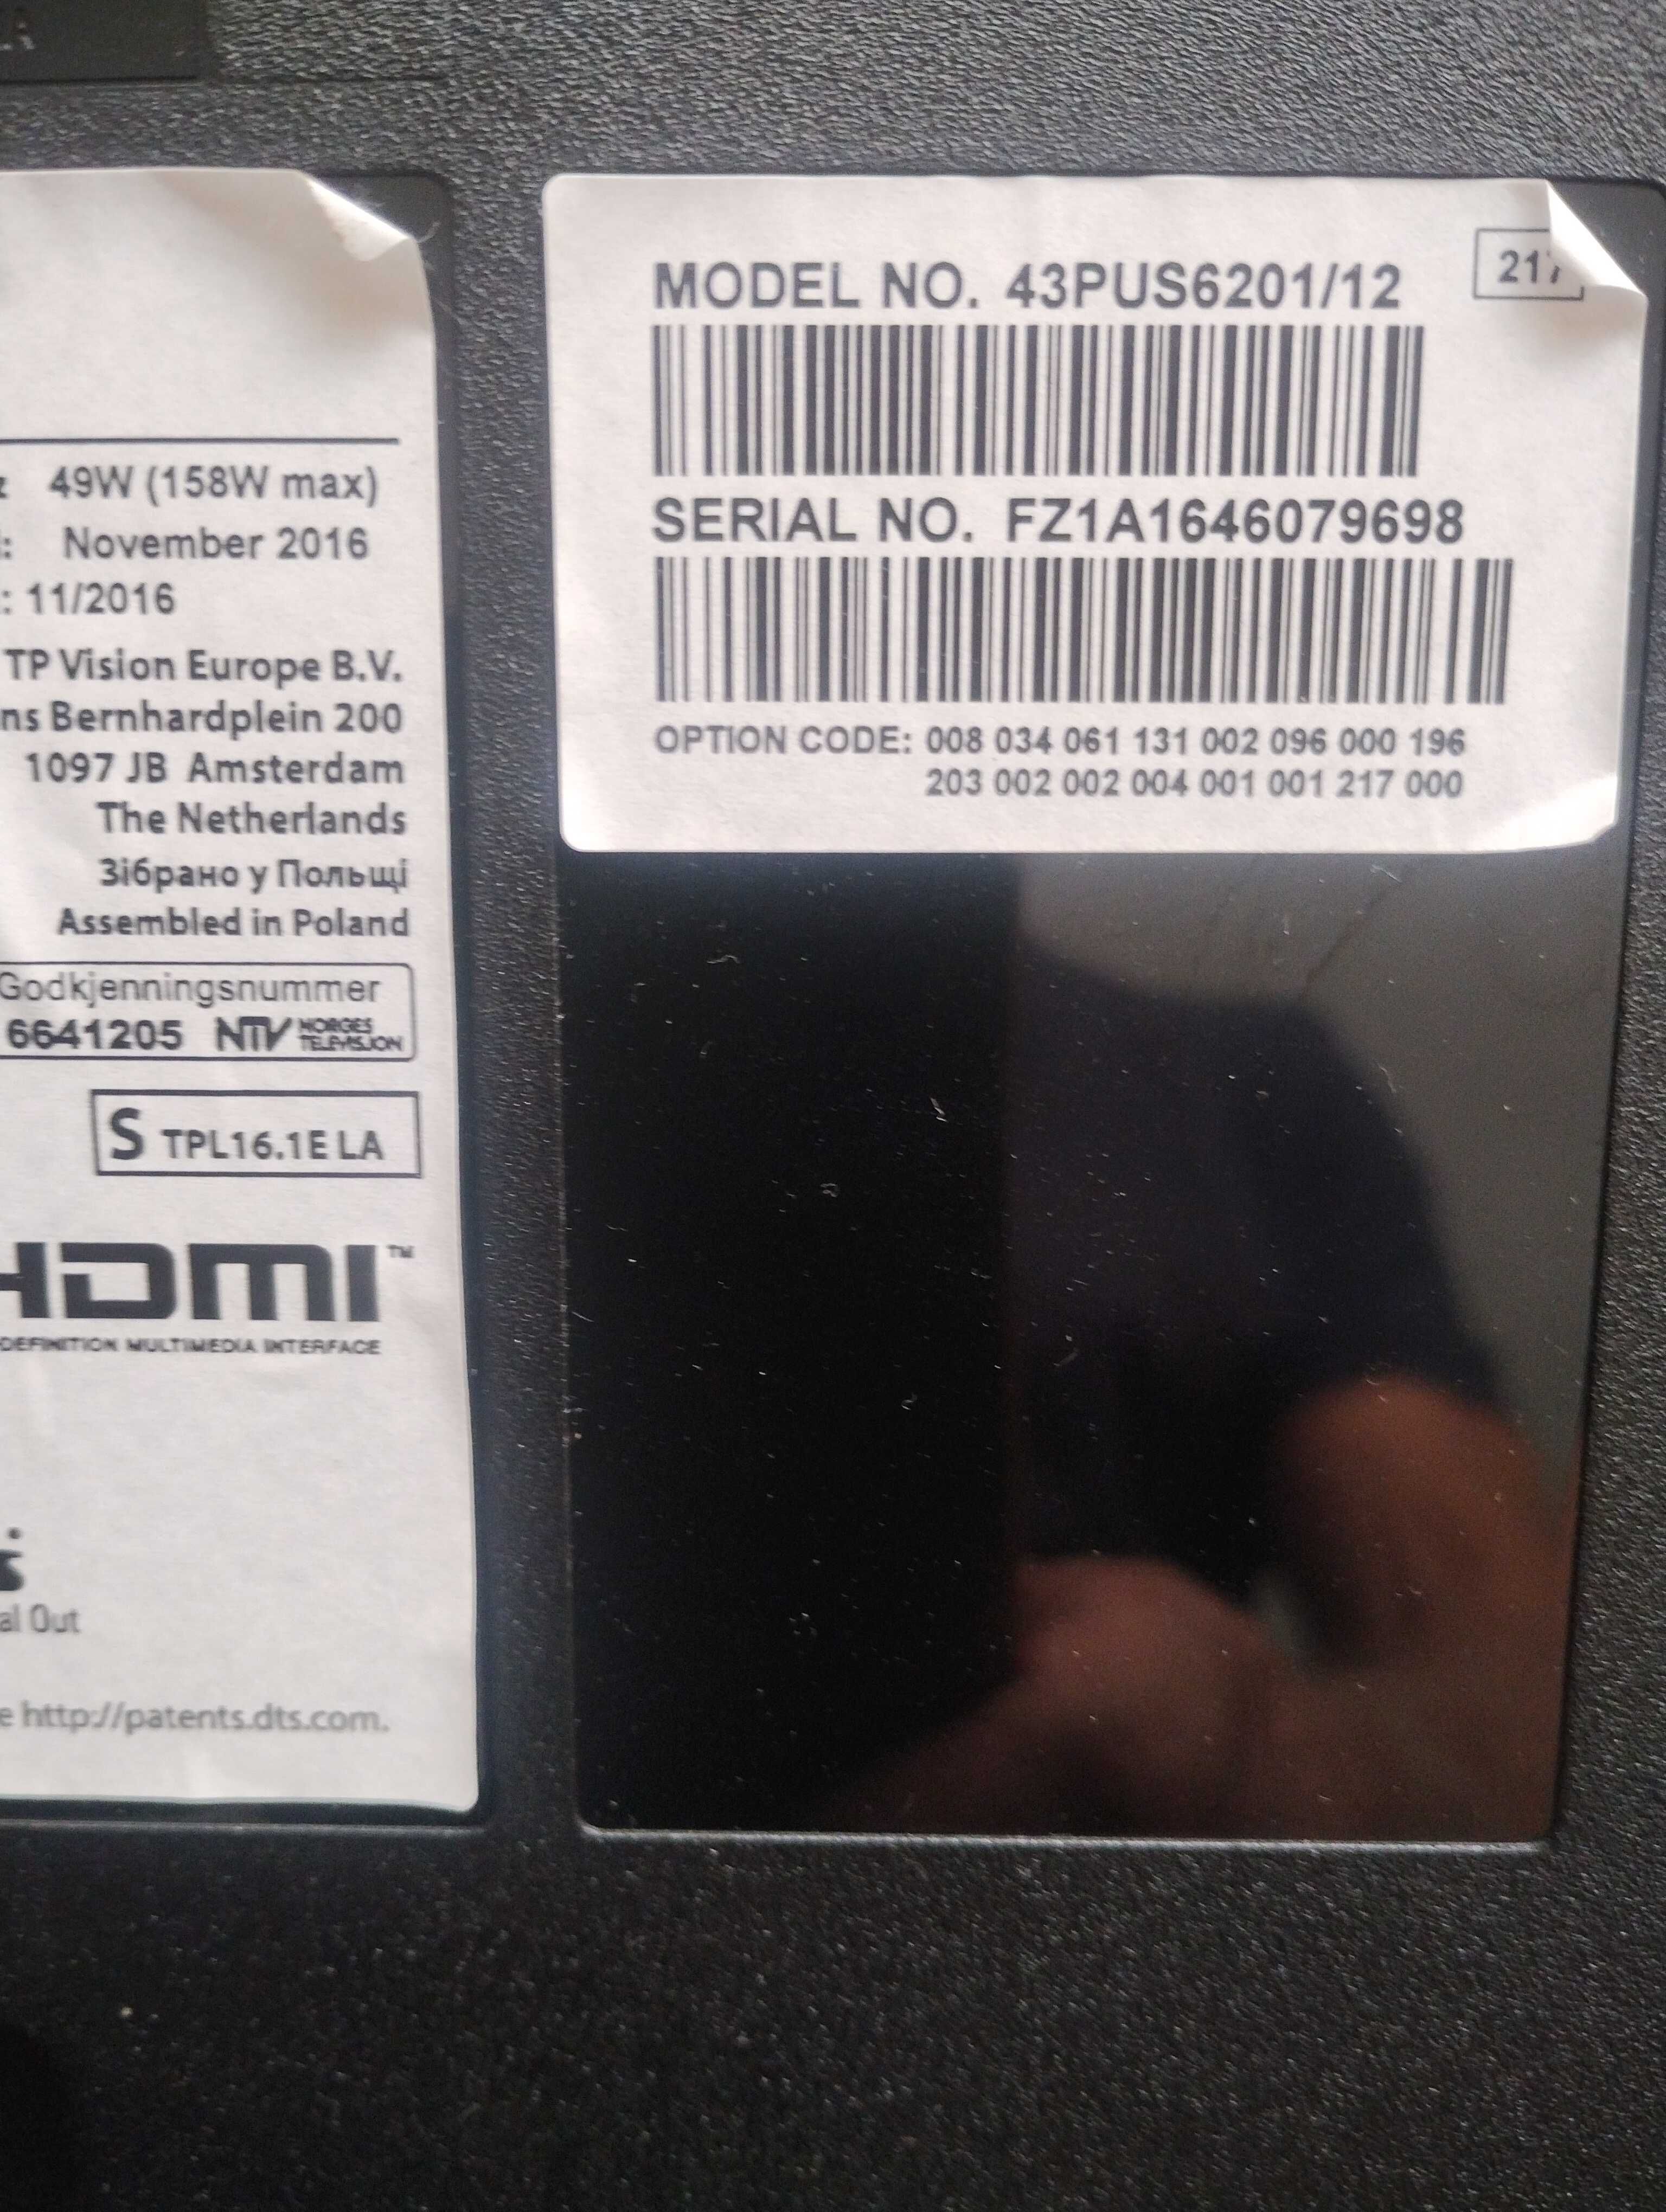 49W (158W max)
: November 2016
: 11/2016
TP Vision Europe B.V.
ns Bernhardplein 200
1097 JB Amsterdam
The Netherlands
Зібрано у Польщі
Assembled in Poland
Godkjenningsnummer
6641205 NTV NORGES TELEVISJON
S TPL16.1E LA
HDMI™
DEFINITION MULTIMEDIA INTERFACE
al Out
e http://patents.dts.com.
217
MODEL NO. 43PUS6201/12
SERIAL NO. FZ1A1646079698
OPTION CODE: 008 034 061 131 002 096 000 196
203 002 002 004 001 001 217 000